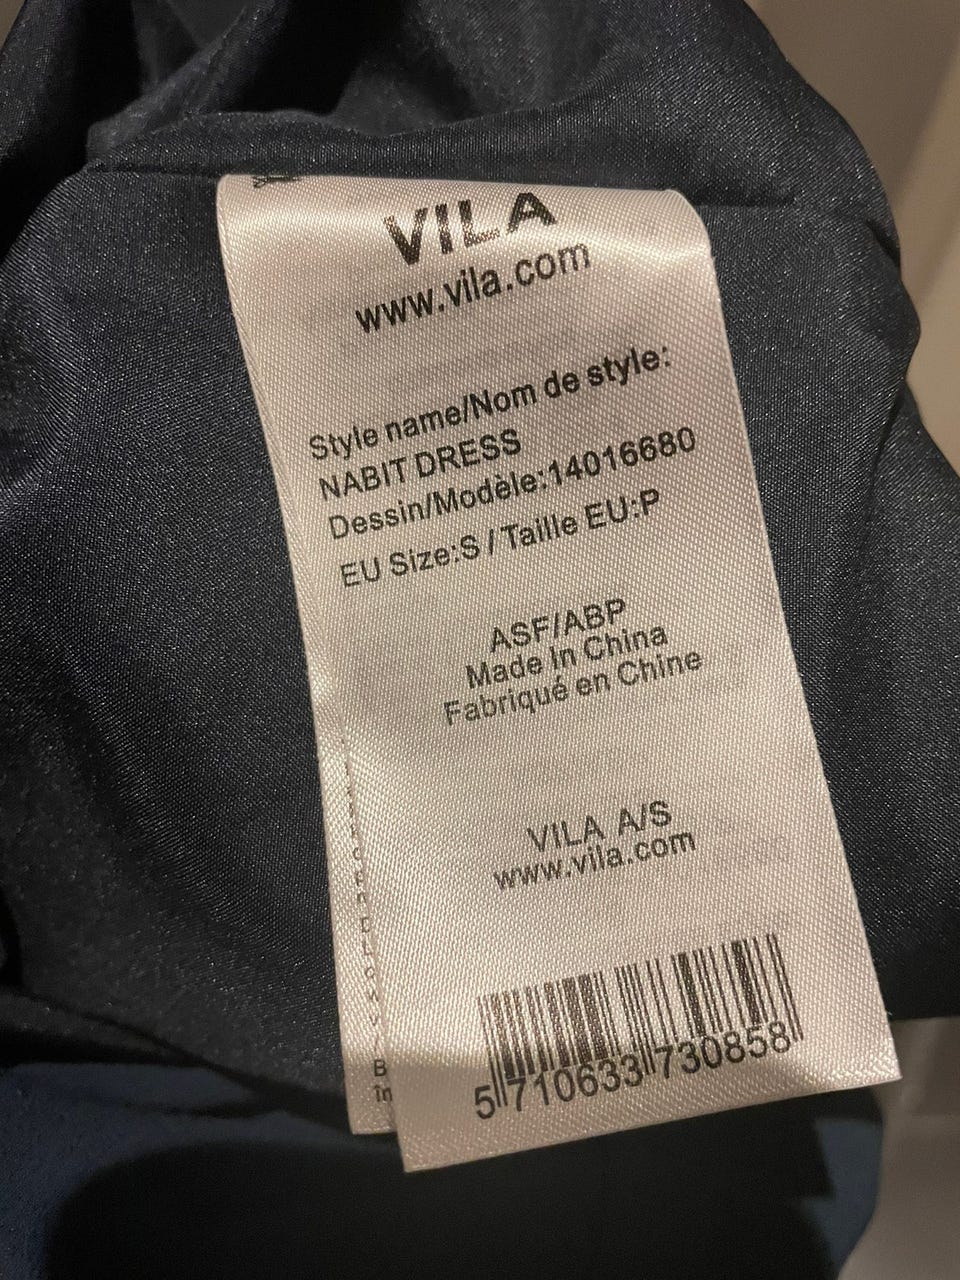 VILA
www.vila.com
Style name/Nom de style:
NABIT DRESS
Dessin/Modèle:14016680
EU Size:S / Taille EU:P
ASF/ABP
Made In China
Fabriqué en Chine
VILA A/S
www.vila.com
5 710633 730858
B
în